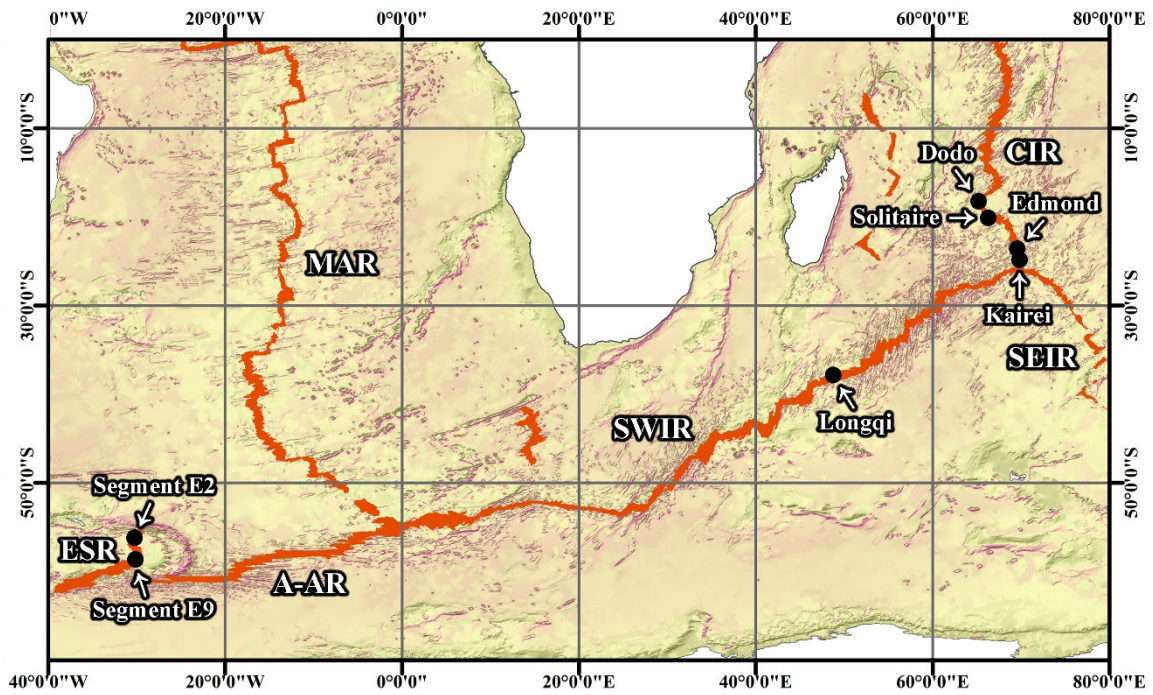 0"W 20°0'0"W 0°0'0" 20°0'0"E 40°0'0"E 60°0'0"E 80°0'0"E
10°0'0"S
10°0'0"S
Dodo
CIR
Edmond
Solitaire
MAR
30°0'0"S
30°0'0"S
Kairei
SEIR
Longqi
SWIR
50°0'0"S
50°0'0"S
Segment E2
ESR
A-AR
Segment E9
40°0'0"W 20°0'0"W 0°0'0" 20°0'0"E 40°0'0"E 60°0'0"E 80°0'0"E